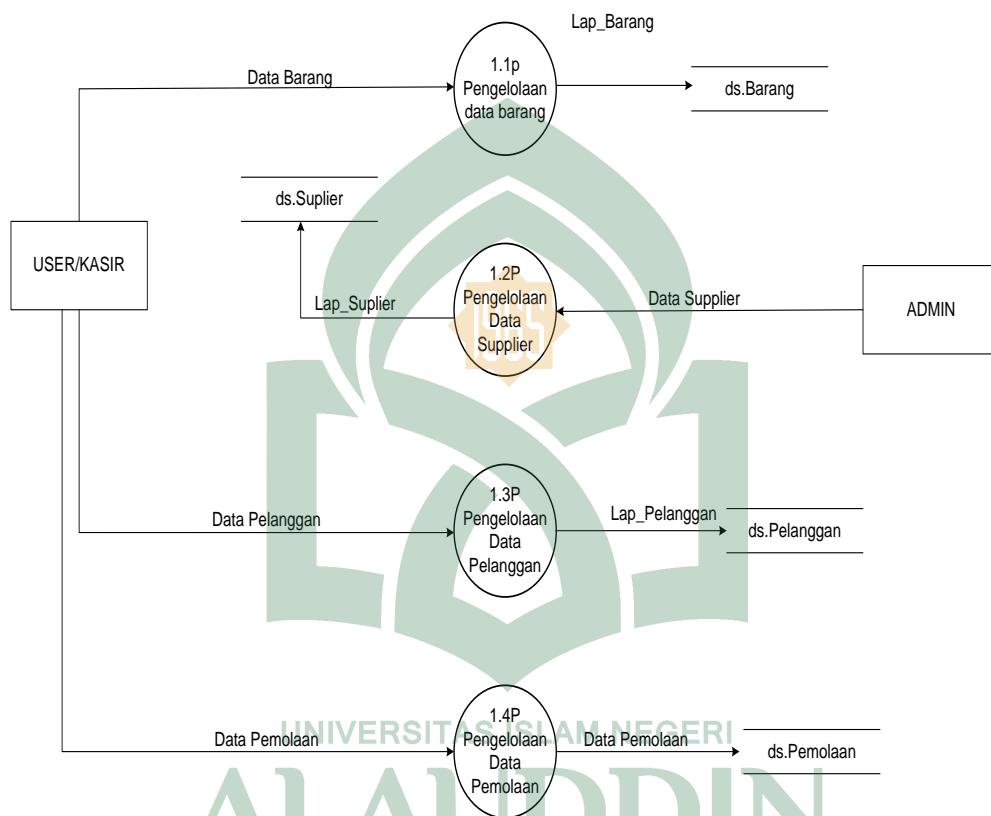 Lap_Barang
Data Barang
1.1p
Pengelolaan
data barang
ds.Barang
ds.Suplier
USER/KASIR
Lap_Suplier
1.2P
Pengelolaan
Data
Supplier
Data Supplier
ADMIN
Data Pelanggan
1.3P
Pengelolaan
Data
Pelanggan
Lap_Pelanggan
ds.Pelanggan
Data Pemolaan
1.4P
Pengelolaan
Data
Pemolaan
Data Pemolaan
ds.Pemolaan
UNIVERSITAS ISLAM NEGERI
ALAUDDIN